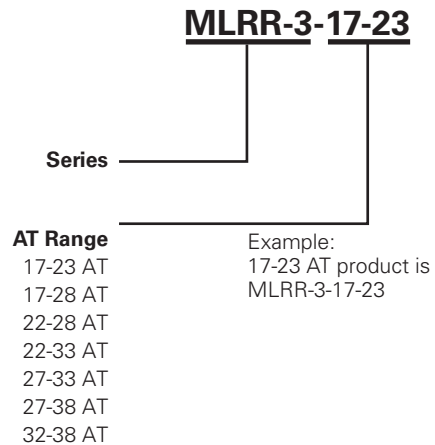 MLRR-3-17-23
Series
AT Range
17-23 AT
17-28 AT
22-28 AT
22-33 AT
27-33 AT
27-38 AT
32-38 AT
Example:
17-23 AT product is
MLRR-3-17-23